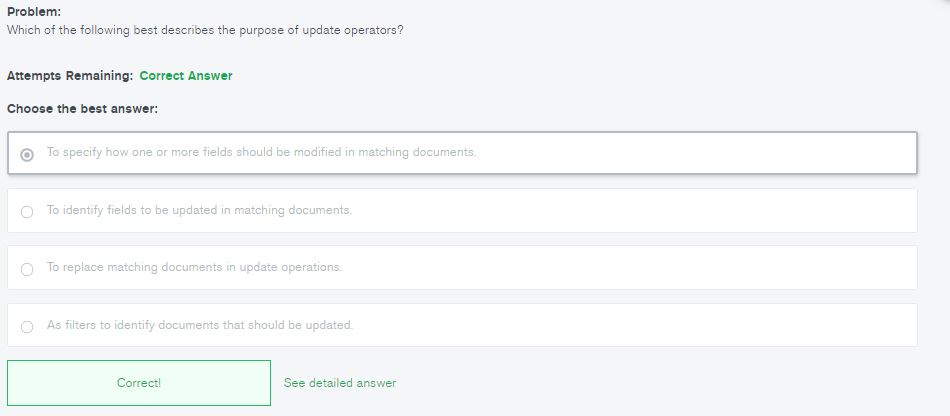 Problem:
Which of the following best describes the purpose of update operators?
Attempts Remaining: Correct Answer
Choose the best answer:
To specify how one or more fields should be modified in matching documents.
To identify fields to be updated in matching documents.
To replace matching documents in update operations.
As filters to identify documents that should be updated.
Correct! See detailed answer